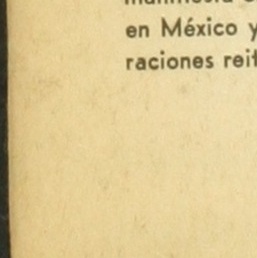 en México y
raciones reit